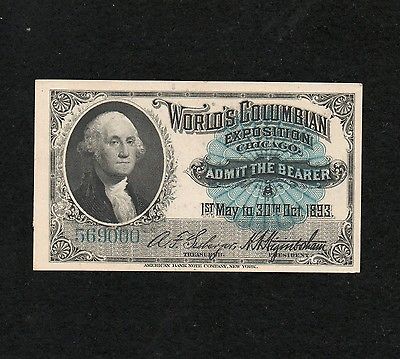 WORLD'S COLUMBIAN
EXPOSITION
CHICAGO.
ADMIT THE BEARER
1ST May to 30TH Oct. 1893.
569000
TREASURER. PRESIDENT.
AMERICAN BANK NOTE COMPANY, NEW YORK.